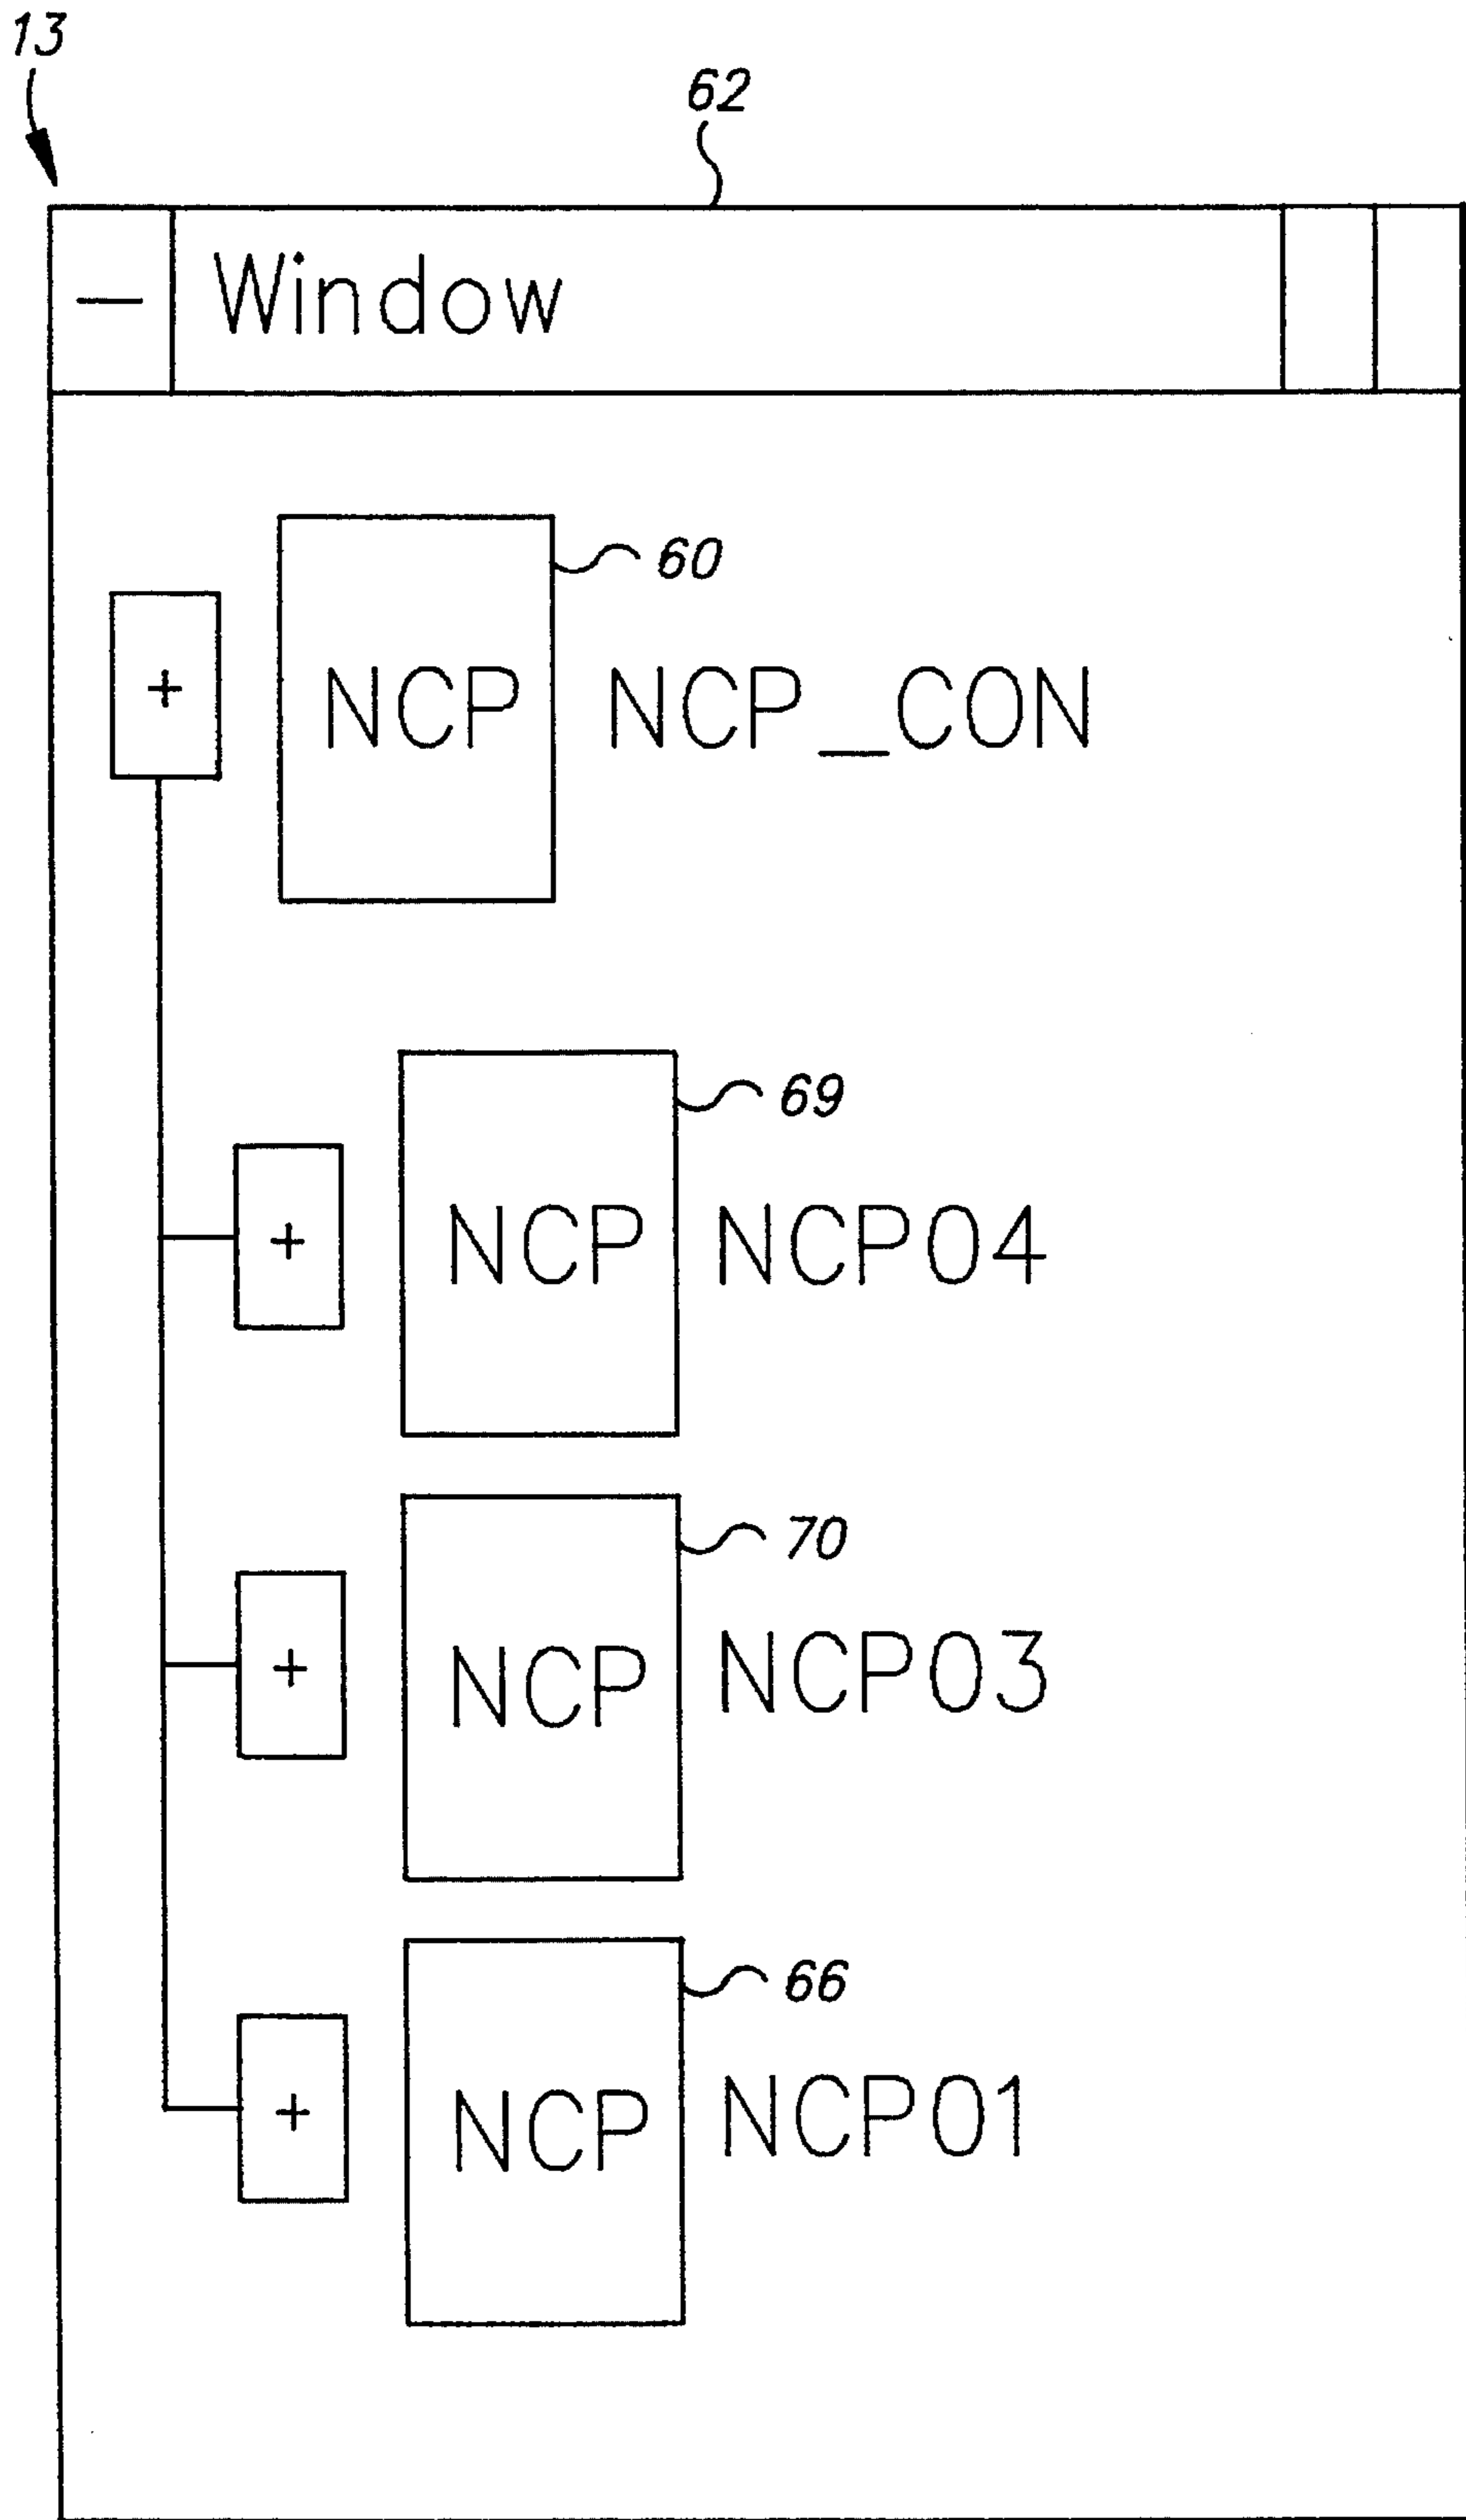 13
62
— Window
60
+ NCP NCP_CON
69
+ NCP NCP04
70
+ NCP NCP03
66
+ NCP NCP01